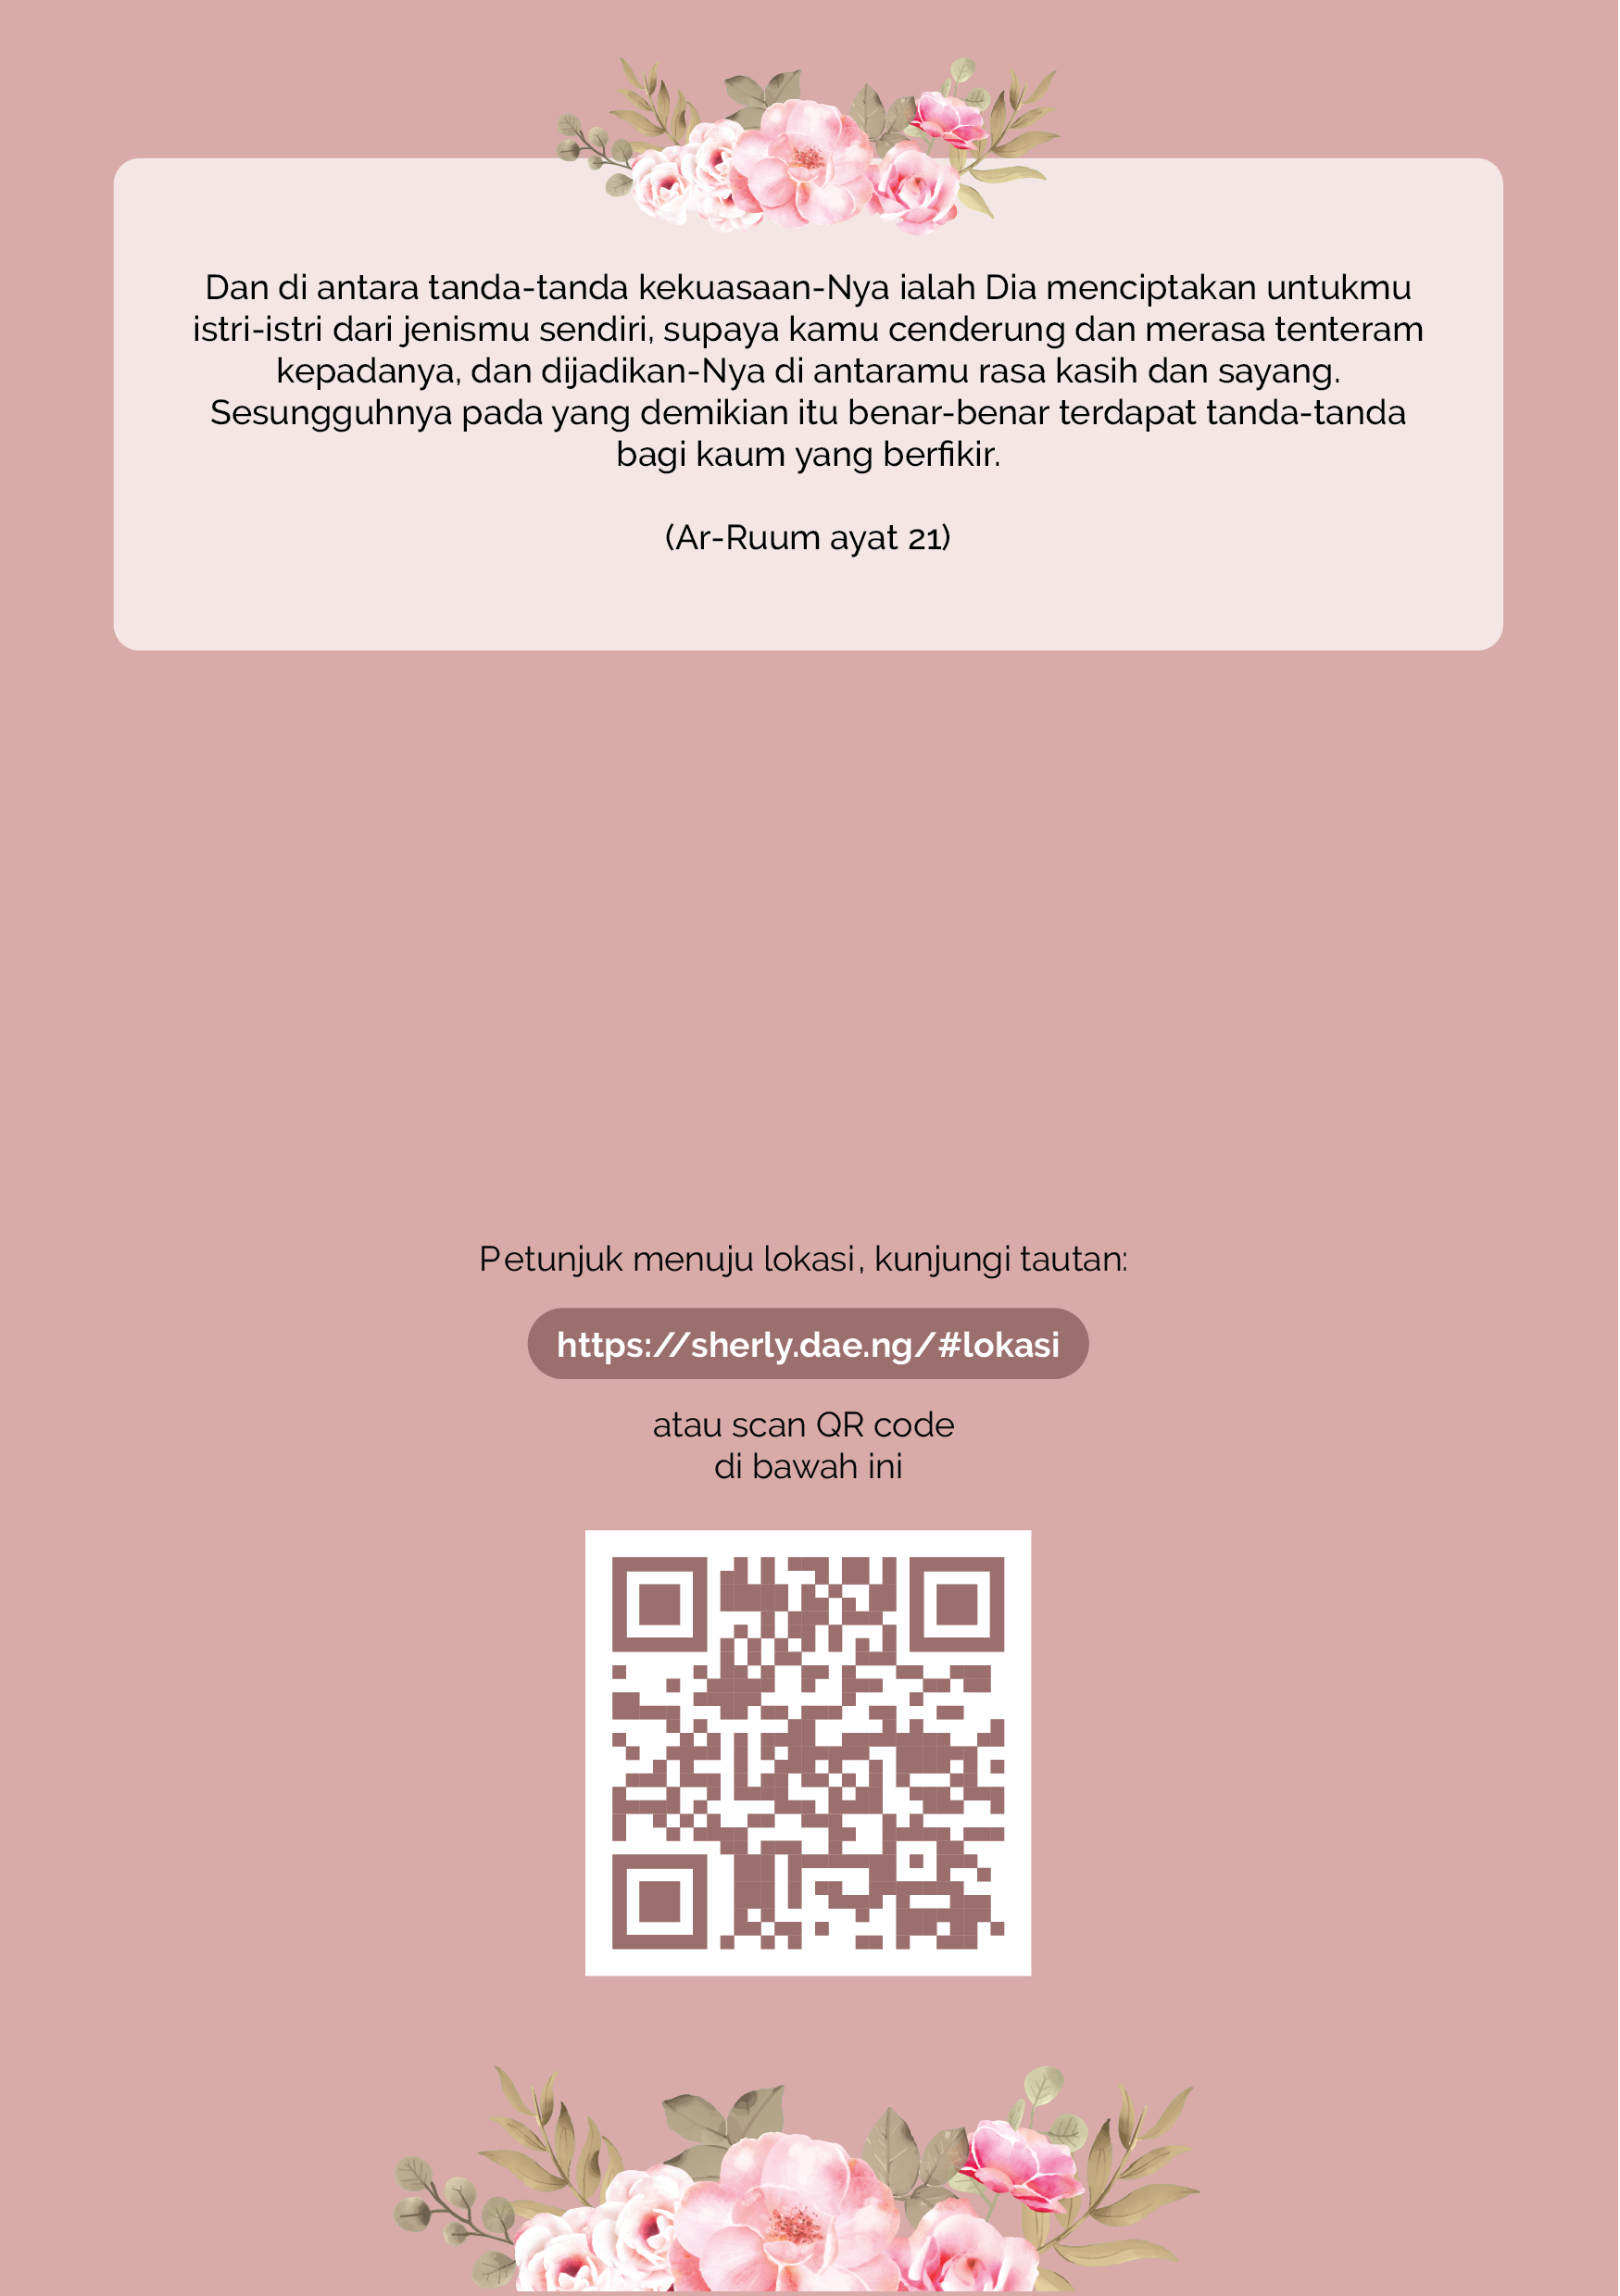 Dan di antara tanda-tanda kekuasaan-Nya ialah Dia menciptakan untukmu
istri-istri dari jenismu sendiri, supaya kamu cenderung dan merasa tenteram
kepadanya, dan dijadikan-Nya di antaramu rasa kasih dan sayang.
Sesungguhnya pada yang demikian itu benar-benar terdapat tanda-tanda
bagi kaum yang berfikir.
(Ar-Ruum ayat 21)
Petunjuk menuju lokasi, kunjungi tautan:
https://sherly.dae.ng/#lokasi
atau scan QR code
di bawah ini